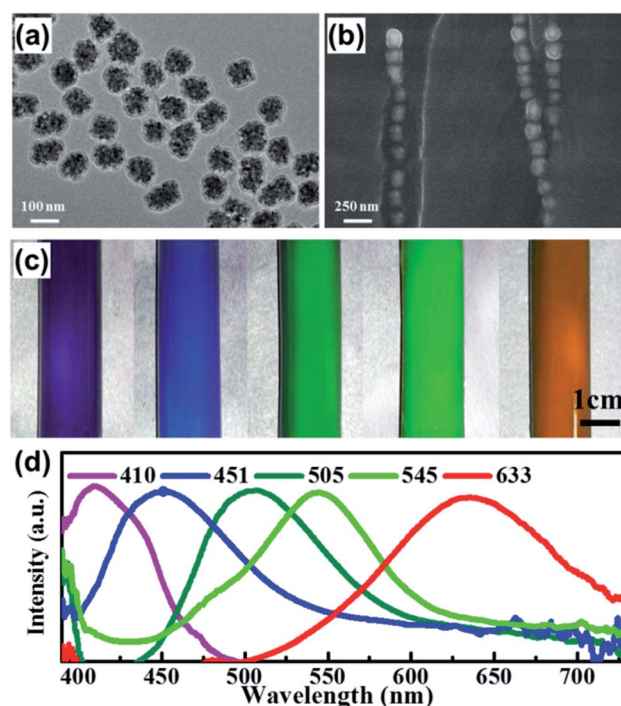 (a)
100 nm
(b)
250 nm
(c)
1cm
(d)
410 451 505 545 633
Intensity (a.u.)
400 450 500 550 600 650 700
Wavelength (nm)